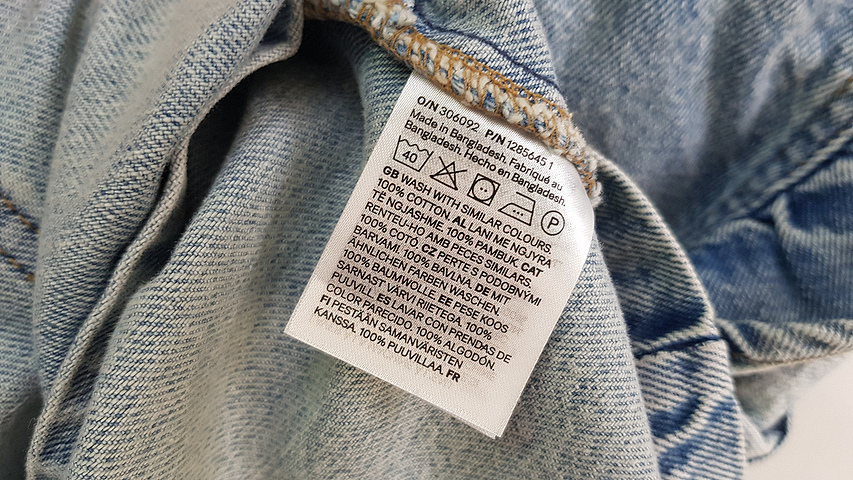 O/N 306092 P/N 1285645 1
Made in Bangladesh. Fabriqué au
Bangladesh. Hecho en Bangladesh.
40 P
GB WASH WITH SIMILAR COLOURS.
100% COTTON. AL LANI ME NGJYRA
TË NGJASHME. 100% PAMBUK. CAT
RENTEU-HO AMB PECES SIMILARS.
100% COTÓ. CZ PERTE S PODOBNÝMI
BARVAMI. 100% BAVLNA. DE MIT
ÄHNLICHEN FARBEN WASCHEN.
100% BAUMWOLLE. EE PESE KOOS
SARNAST VÄRVI RIIETEGA. 100%
PUUVILL. ES LAVAR CON PRENDAS DE
COLOR PARECIDO. 100% ALGODÓN.
FI PESTÄÄN SAMANVÄRISTEN
KANSSA. 100% PUUVILLAA. FR